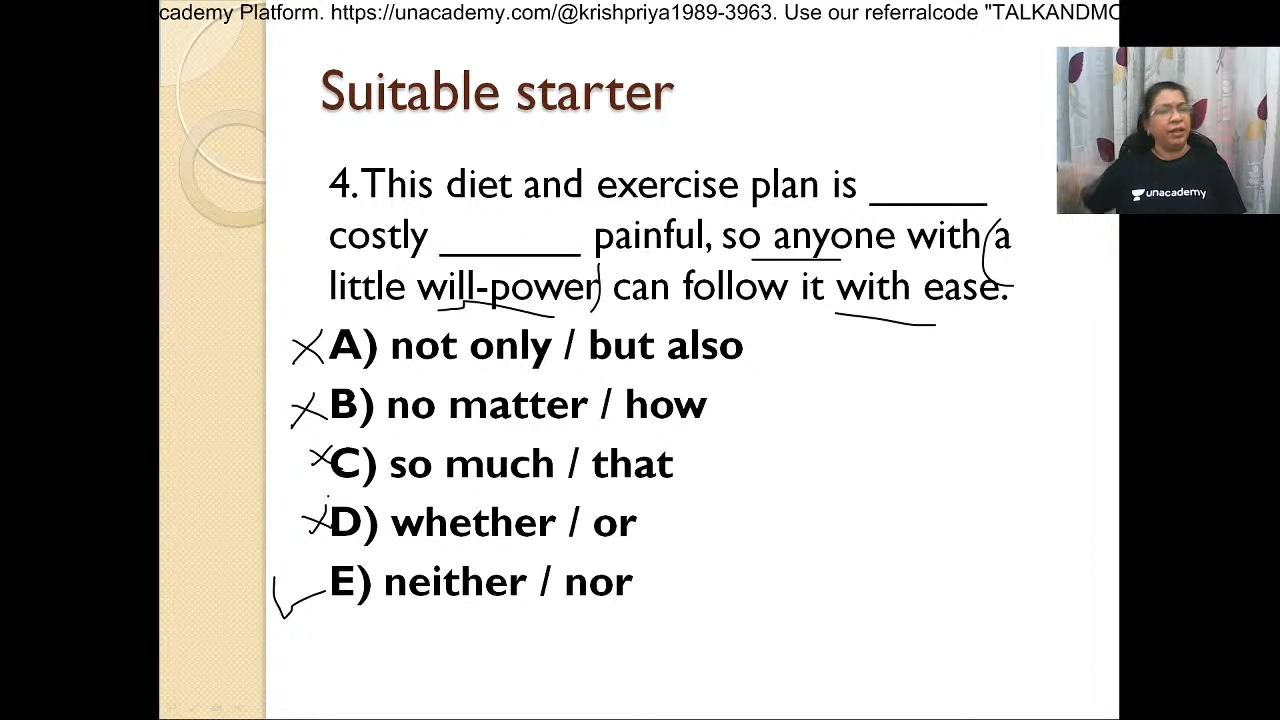 cademy Platform. https://unacademy.com/@krishpriya1989-3963. Use our referralcode "TALKANDMO
Suitable starter
unacademy
4. This diet and exercise plan is ______
costly _______ painful, so anyone with a
little will-power can follow it with ease.
A) not only / but also
B) no matter / how
C) so much / that
D) whether / or
E) neither / nor